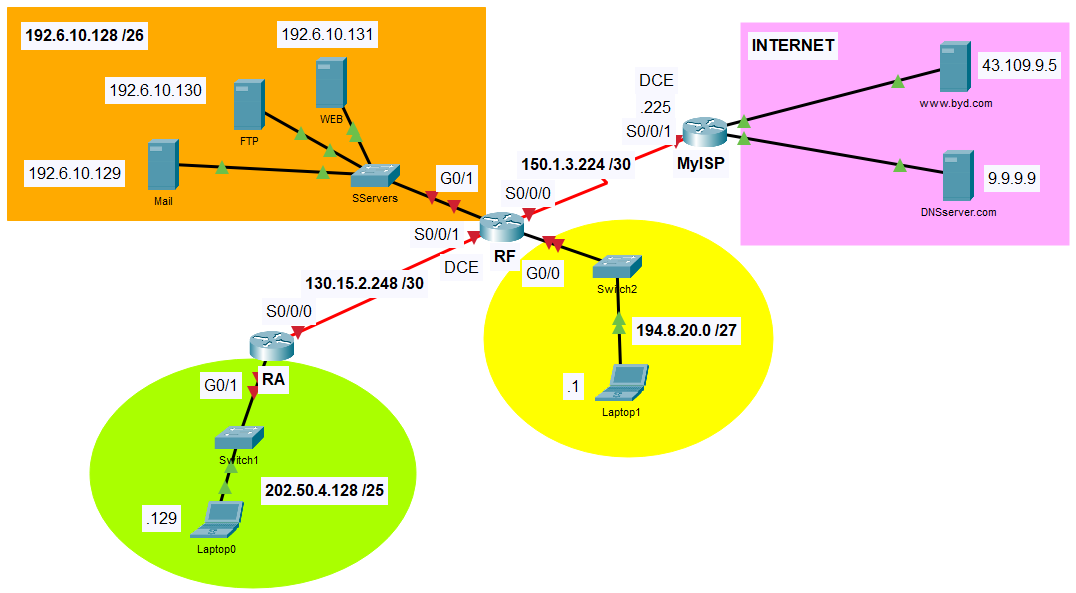 192.6.10.128 /26
192.6.10.131
WEB
192.6.10.130
FTP
192.6.10.129
Mail
SServers
G0/1
INTERNET
43.109.9.5
www.byd.com
9.9.9.9
DNSserver.com
DCE
.225
S0/0/1
MyISP
150.1.3.224 /30
S0/0/0
S0/0/1
DCE
RF
G0/0
130.15.2.248 /30
S0/0/0
Switch2
194.8.20.0 /27
.1
Laptop1
RA
G0/1
Switch1
202.50.4.128 /25
.129
Laptop0